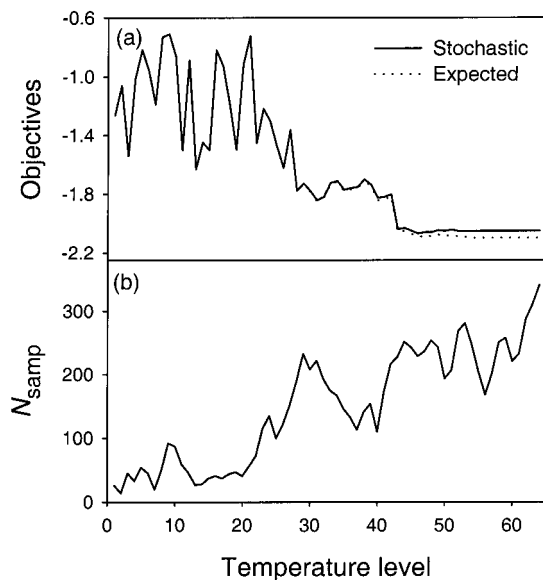 -0.6
(a)
Stochastic
Expected
-1.0
-1.4
-1.8
-2.2
Objectives
(b)
300
200
100
0
N_samp
0 10 20 30 40 50 60
Temperature level